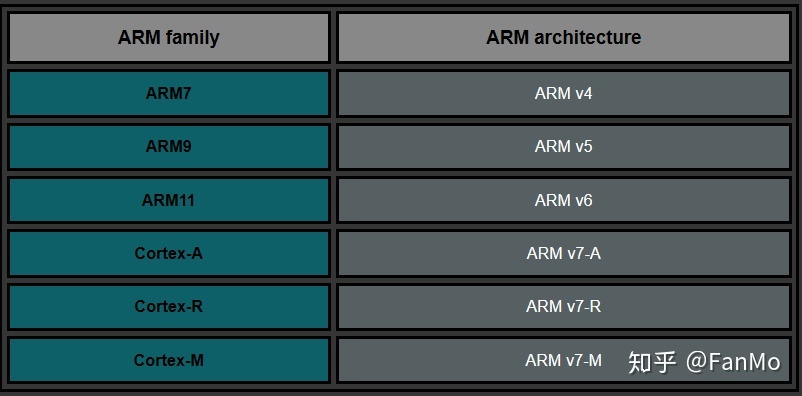 ARM family ARM architecture
ARM7 ARM v4
ARM9 ARM v5
ARM11 ARM v6
Cortex-A ARM v7-A
Cortex-R ARM v7-R
Cortex-M ARM v7-M
知乎 @FanMo